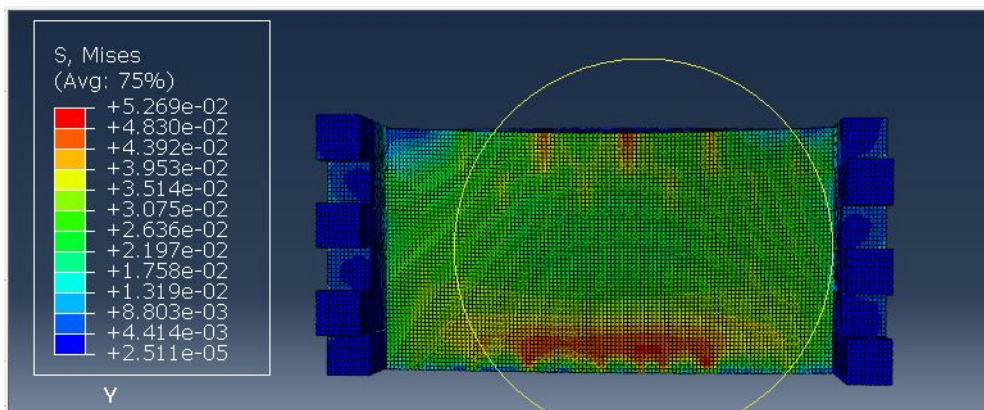 S, Mises
(Avg: 75%)
+5.269e-02
+4.830e-02
+4.392e-02
+3.953e-02
+3.514e-02
+3.075e-02
+2.636e-02
+2.197e-02
+1.758e-02
+1.319e-02
+8.803e-03
+4.414e-03
+2.511e-05
Y